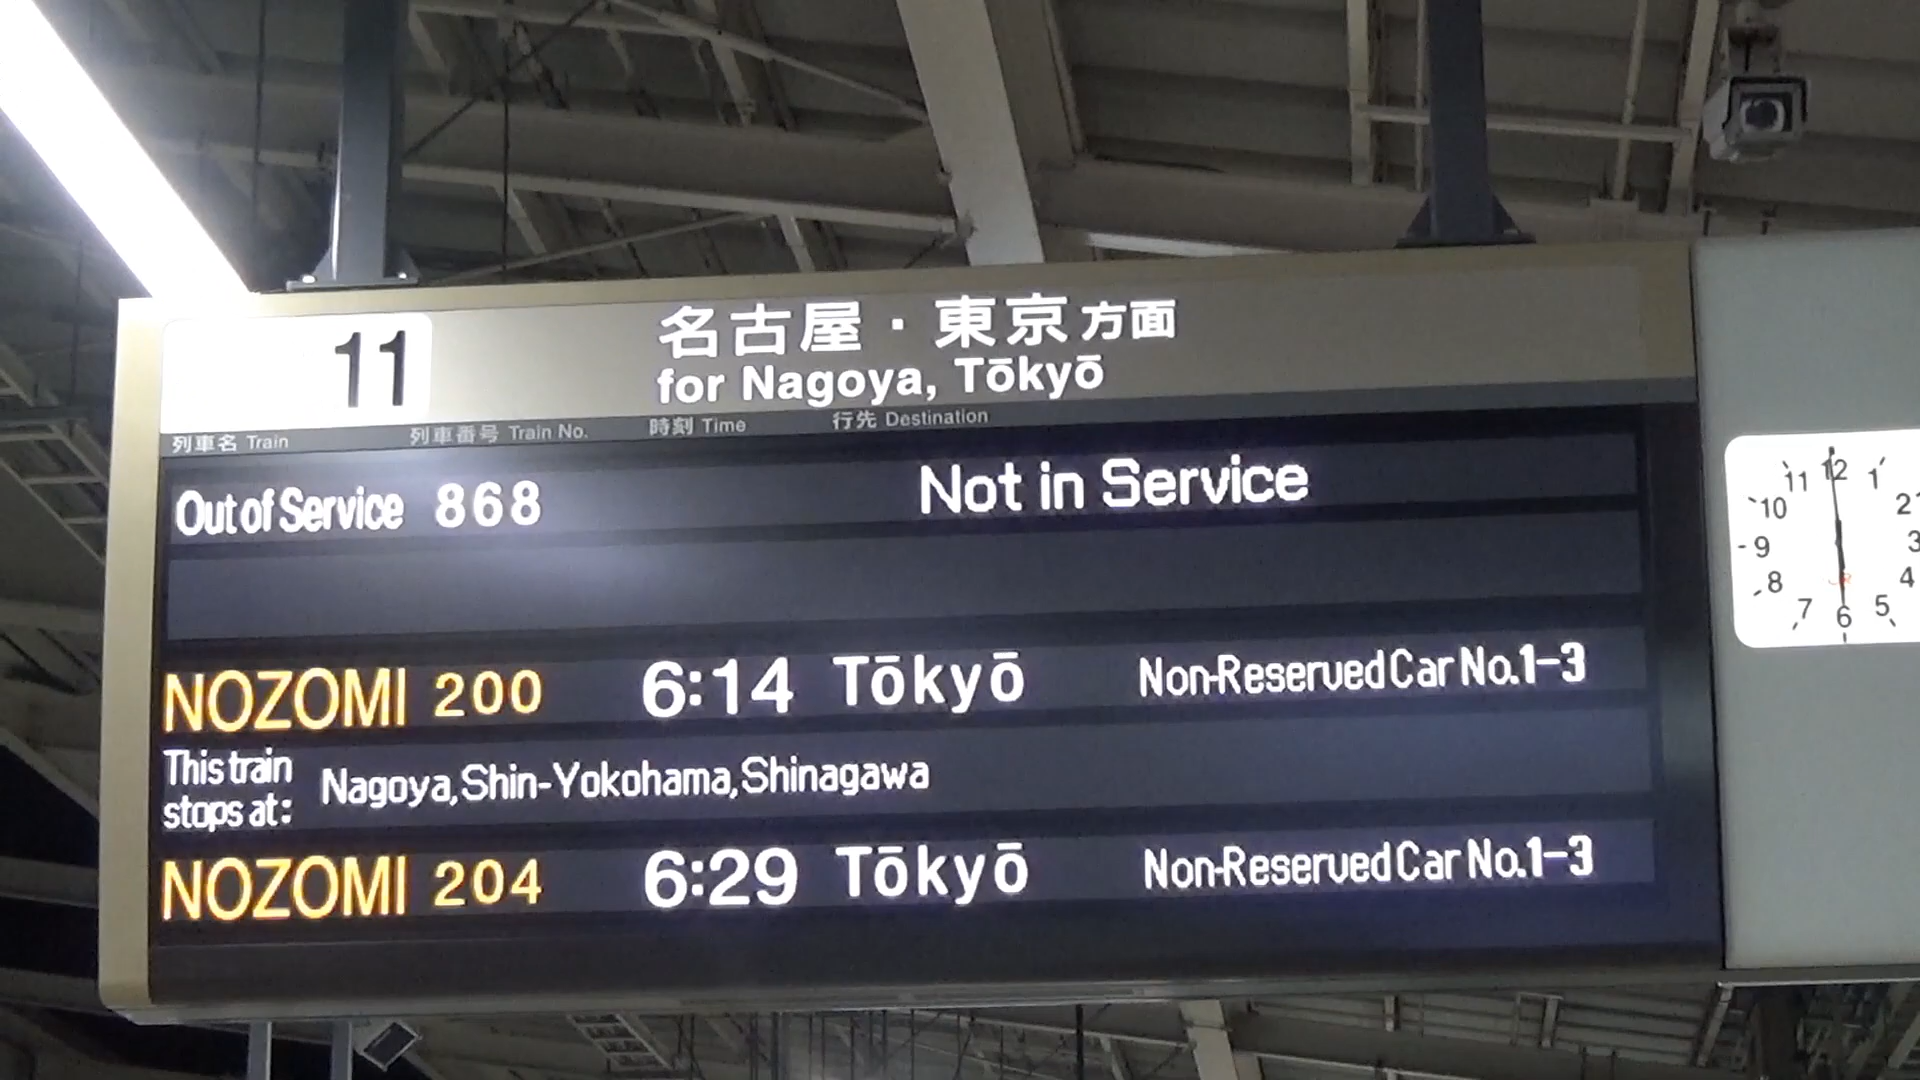 11
名古屋・東京方面
for Nagoya, Tōkyō
列車名 Train 列車番号 Train No. 時刻 Time 行先 Destination
Out of Service 868 Not in Service
NOZOMI 200 6:14 Tōkyō Non-Reserved Car No.1-3
This train stops at: Nagoya,Shin-Yokohama,Shinagawa
NOZOMI 204 6:29 Tōkyō Non-Reserved Car No.1-3
12 1 2 3 4 5 6 7 8 9 10 11